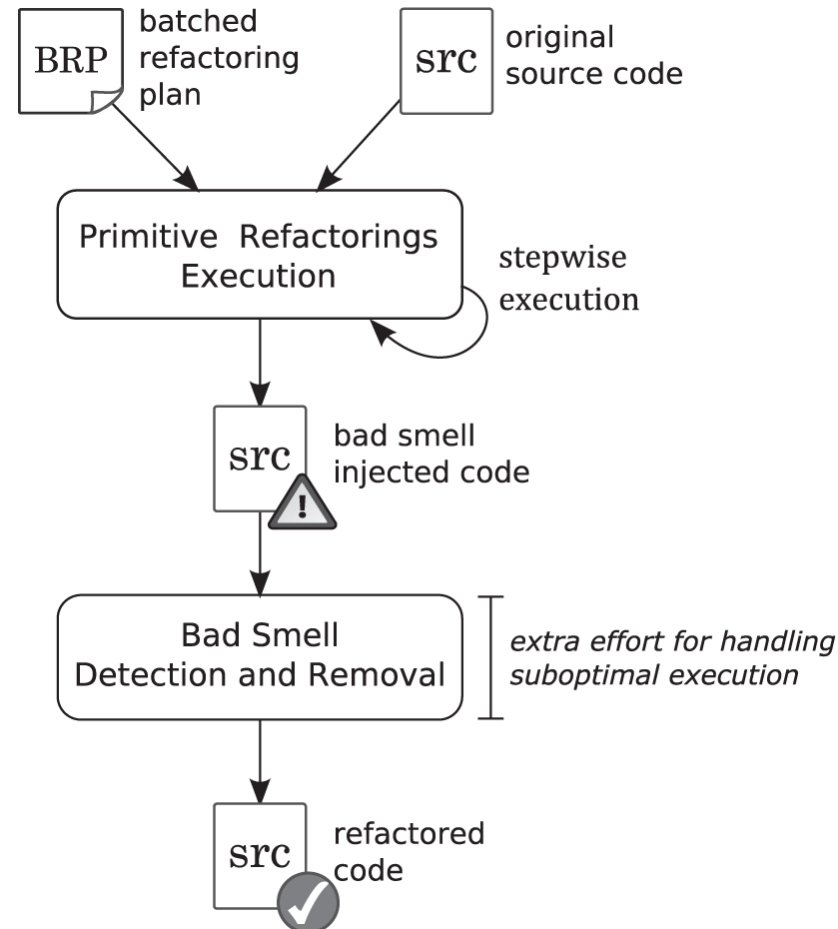 BRP
batched
refactoring
plan
src
original
source code
Primitive Refactorings
Execution
stepwise
execution
src
bad smell
injected code
!
Bad Smell
Detection and Removal
extra effort for handling
suboptimal execution
src
refactored
code